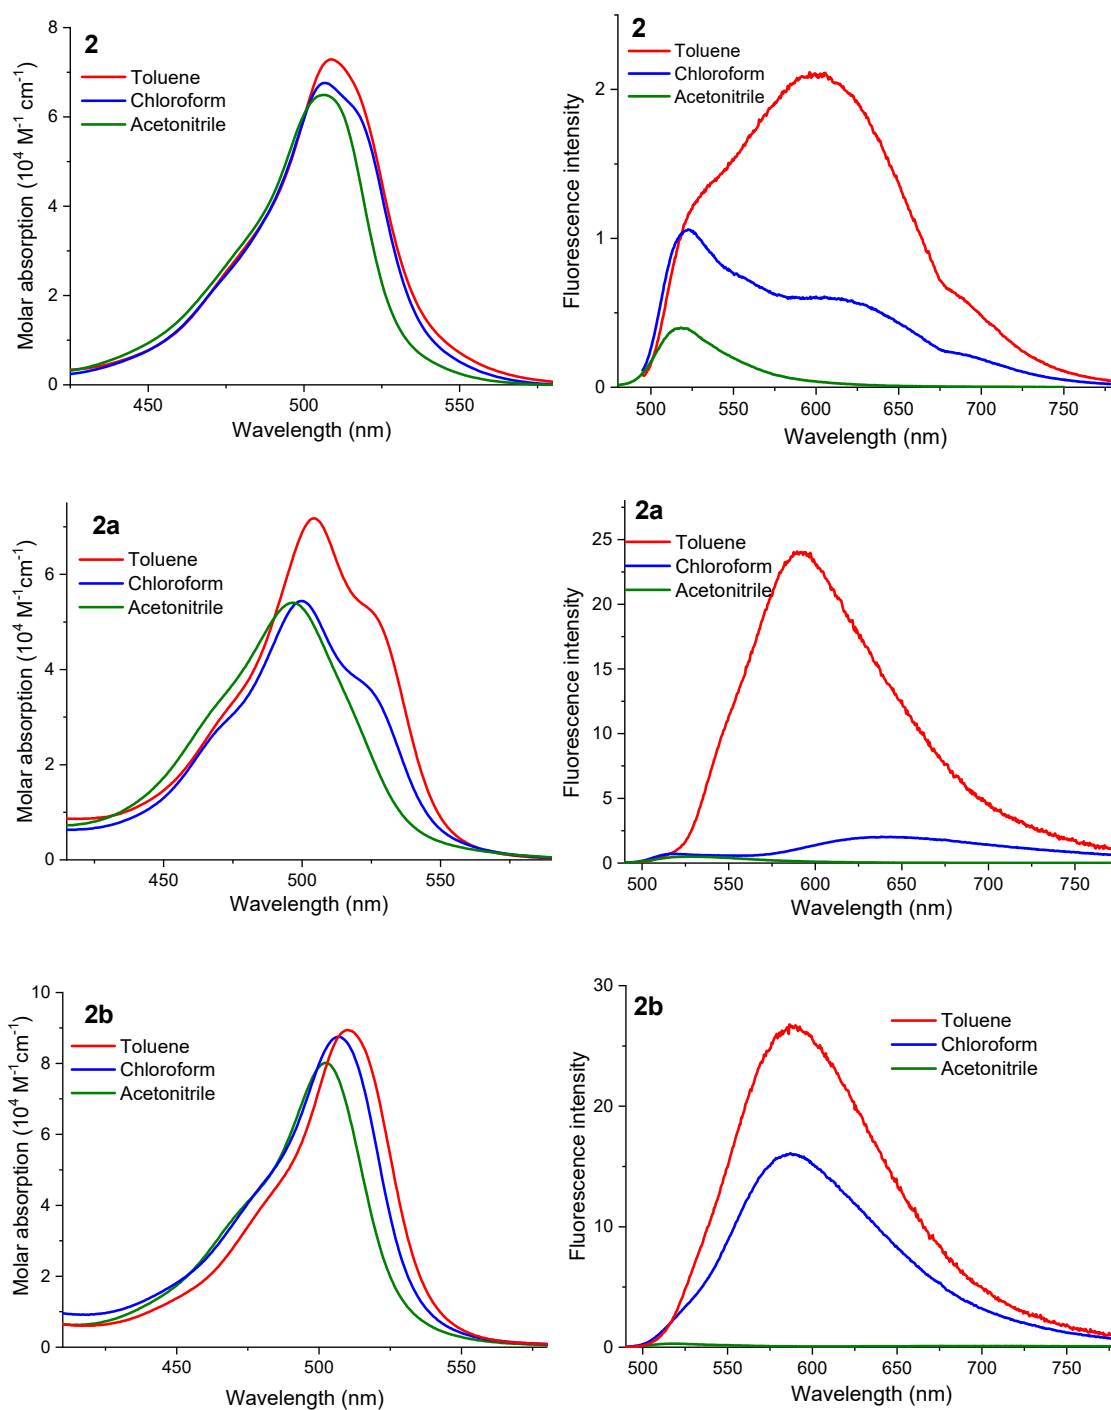 2
Toluene
Chloroform
Acetonitrile
Molar absorption (10⁴ M⁻¹ cm⁻¹)
8
6
4
2
0
450 500 550
Wavelength (nm)
2
Toluene
Chloroform
Acetonitrile
Fluorescence intensity
2
1
0
500 550 600 650 700 750
Wavelength (nm)
2a
Toluene
Chloroform
Acetonitrile
Molar absorption (10⁴ M⁻¹cm⁻¹)
6
4
2
0
450 500 550
Wavelength (nm)
2a
Toluene
Chloroform
Acetonitrile
Fluorescence intensity
25
20
15
10
5
0
500 550 600 650 700 750
Wavelength (nm)
2b
Toluene
Chloroform
Acetonitrile
Molar absorption (10⁴ M⁻¹cm⁻¹)
10
8
6
4
2
0
450 500 550
Wavelength (nm)
2b
Toluene
Chloroform
Acetonitrile
Fluorescence intensity
30
20
10
0
500 550 600 650 700 750
Wavelength (nm)